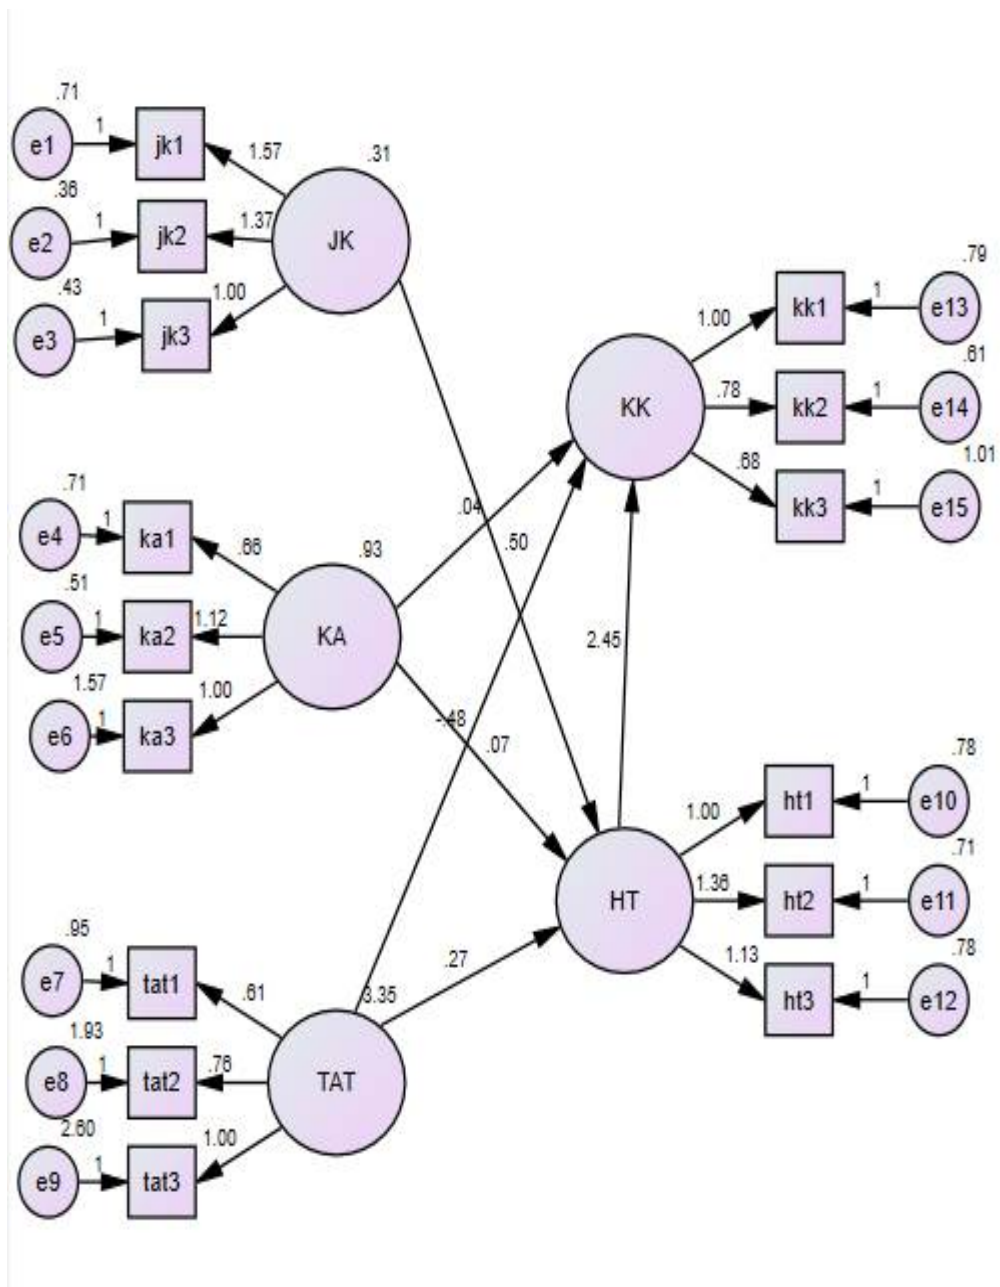 .71
e1 1 jk1 1.57 .31
.36
e2 1 jk2 1.37 JK
.43
e3 1 jk3 1.00
.79
kk1 1 e13
1.00
.61
KK .78 kk2 1 e14
1.01
.68 kk3 1 e15
.71
e4 1 ka1 .66 .93
.04
.50
.51
e5 1 ka2 1.12 KA
2.45
1.57
e6 1 ka3 1.00
-.48
.07
.78
ht1 1 e10
1.00
.71
HT 1.36 ht2 1 e11
.78
1.13 ht3 1 e12
.95
e7 1 tat1 .61 3.35 .27
1.93
e8 1 tat2 .76 TAT
2.60
e9 1 tat3 1.00